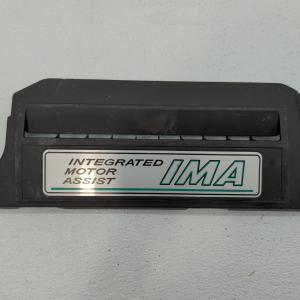 INTEGRATED
MOTOR
ASSIST
IMA